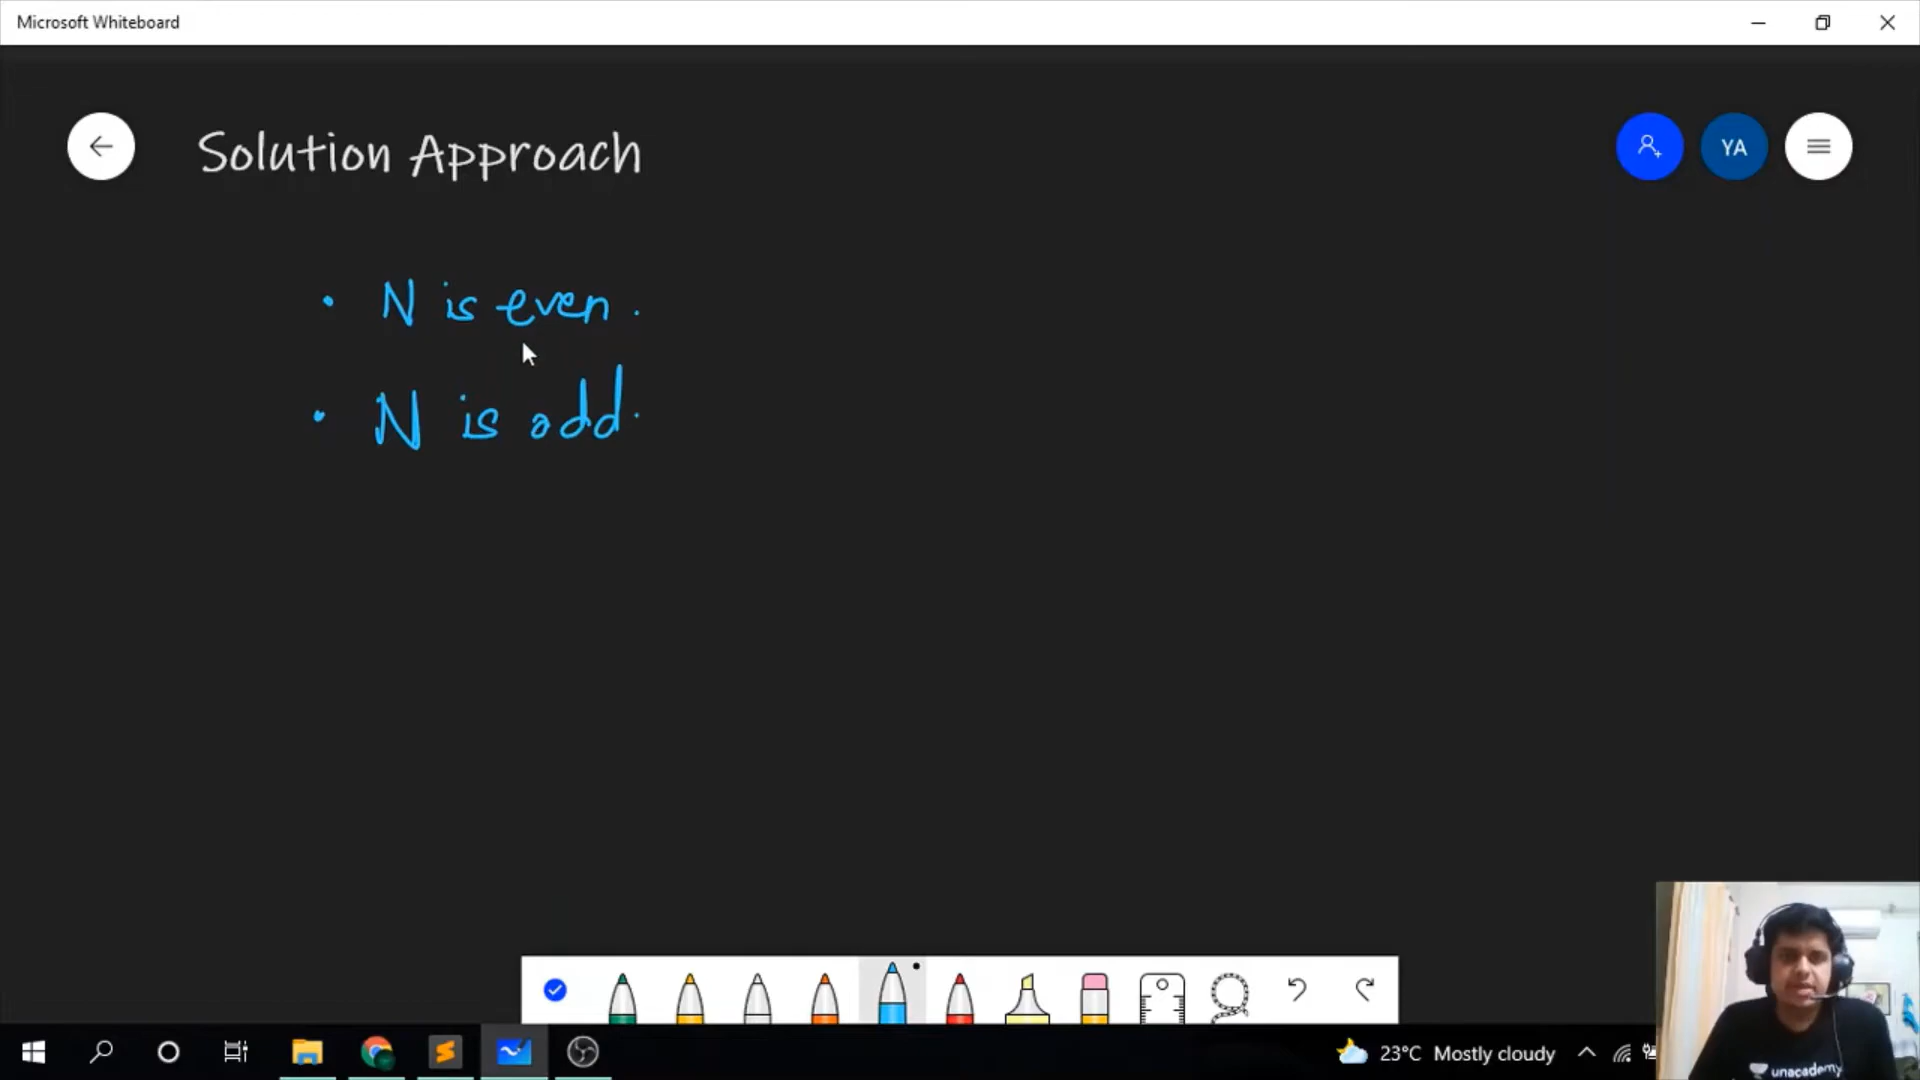 Microsoft Whiteboard
Solution Approach
YA
• N is even.
• N is odd.
23°C Mostly cloudy
unacademy